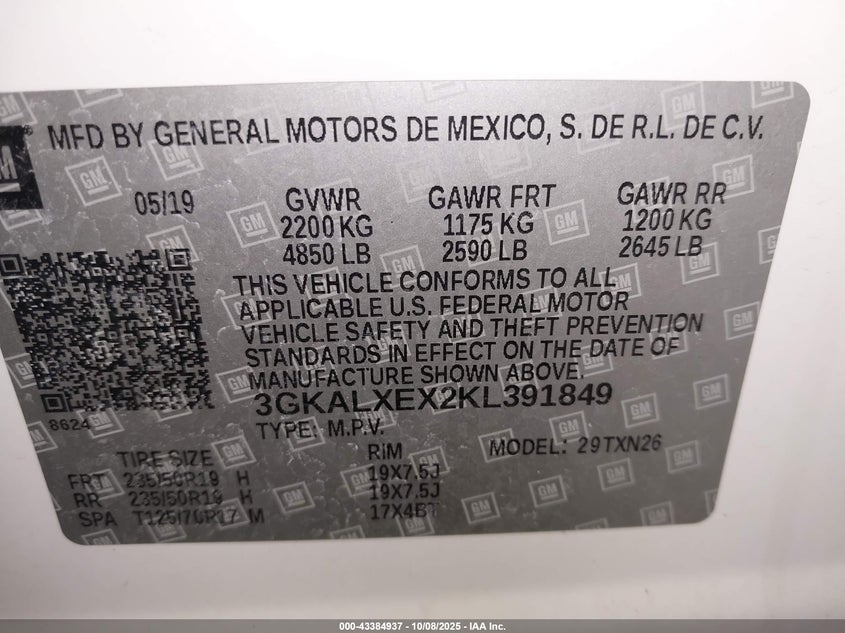 GM
MFD BY GENERAL MOTORS DE MEXICO, S. DE R.L. DE C.V.
05/19 GVWR GAWR FRT GAWR RR
2200 KG 1175 KG 1200 KG
4850 LB 2590 LB 2645 LB
THIS VEHICLE CONFORMS TO ALL
APPLICABLE U.S. FEDERAL MOTOR
VEHICLE SAFETY AND THEFT PREVENTION
STANDARDS IN EFFECT ON THE DATE OF
MANUFACTURE SHOWN ABOVE.
3GKALXEX2KL391849
8624
TYPE: M.P.V.
MODEL: 29TXN26
TIRE SIZE RIM
FRT 235/50R19 H 19X7.5J
RR 235/50R19 H 19X7.5J
SPA T125/70R17 M 17X4BT
000-43384937 - 10/08/2025 - IAA Inc.